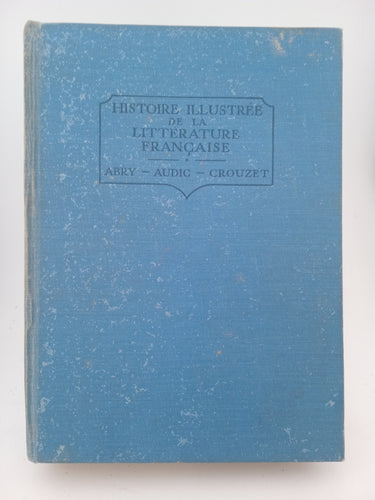 HISTOIRE ILLUSTRÉE
DE LA
LITTÉRATURE
FRANÇAISE
ABRY – AUDIC – CROUZET